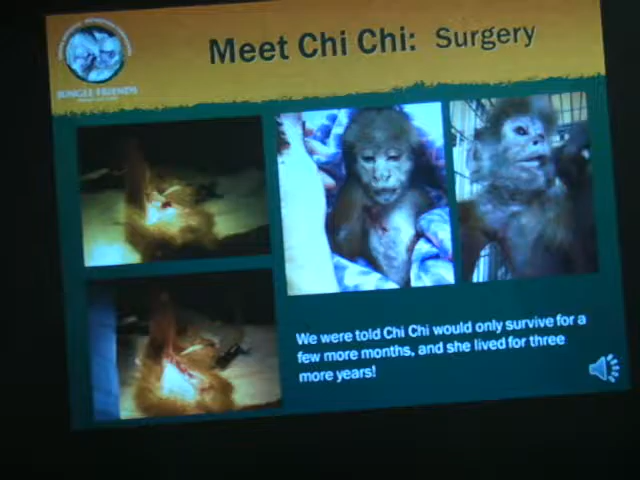 Meet Chi Chi: Surgery
JUNGLE FRIENDS
We were told Chi Chi would only survive for a
few more months, and she lived for three
more years!